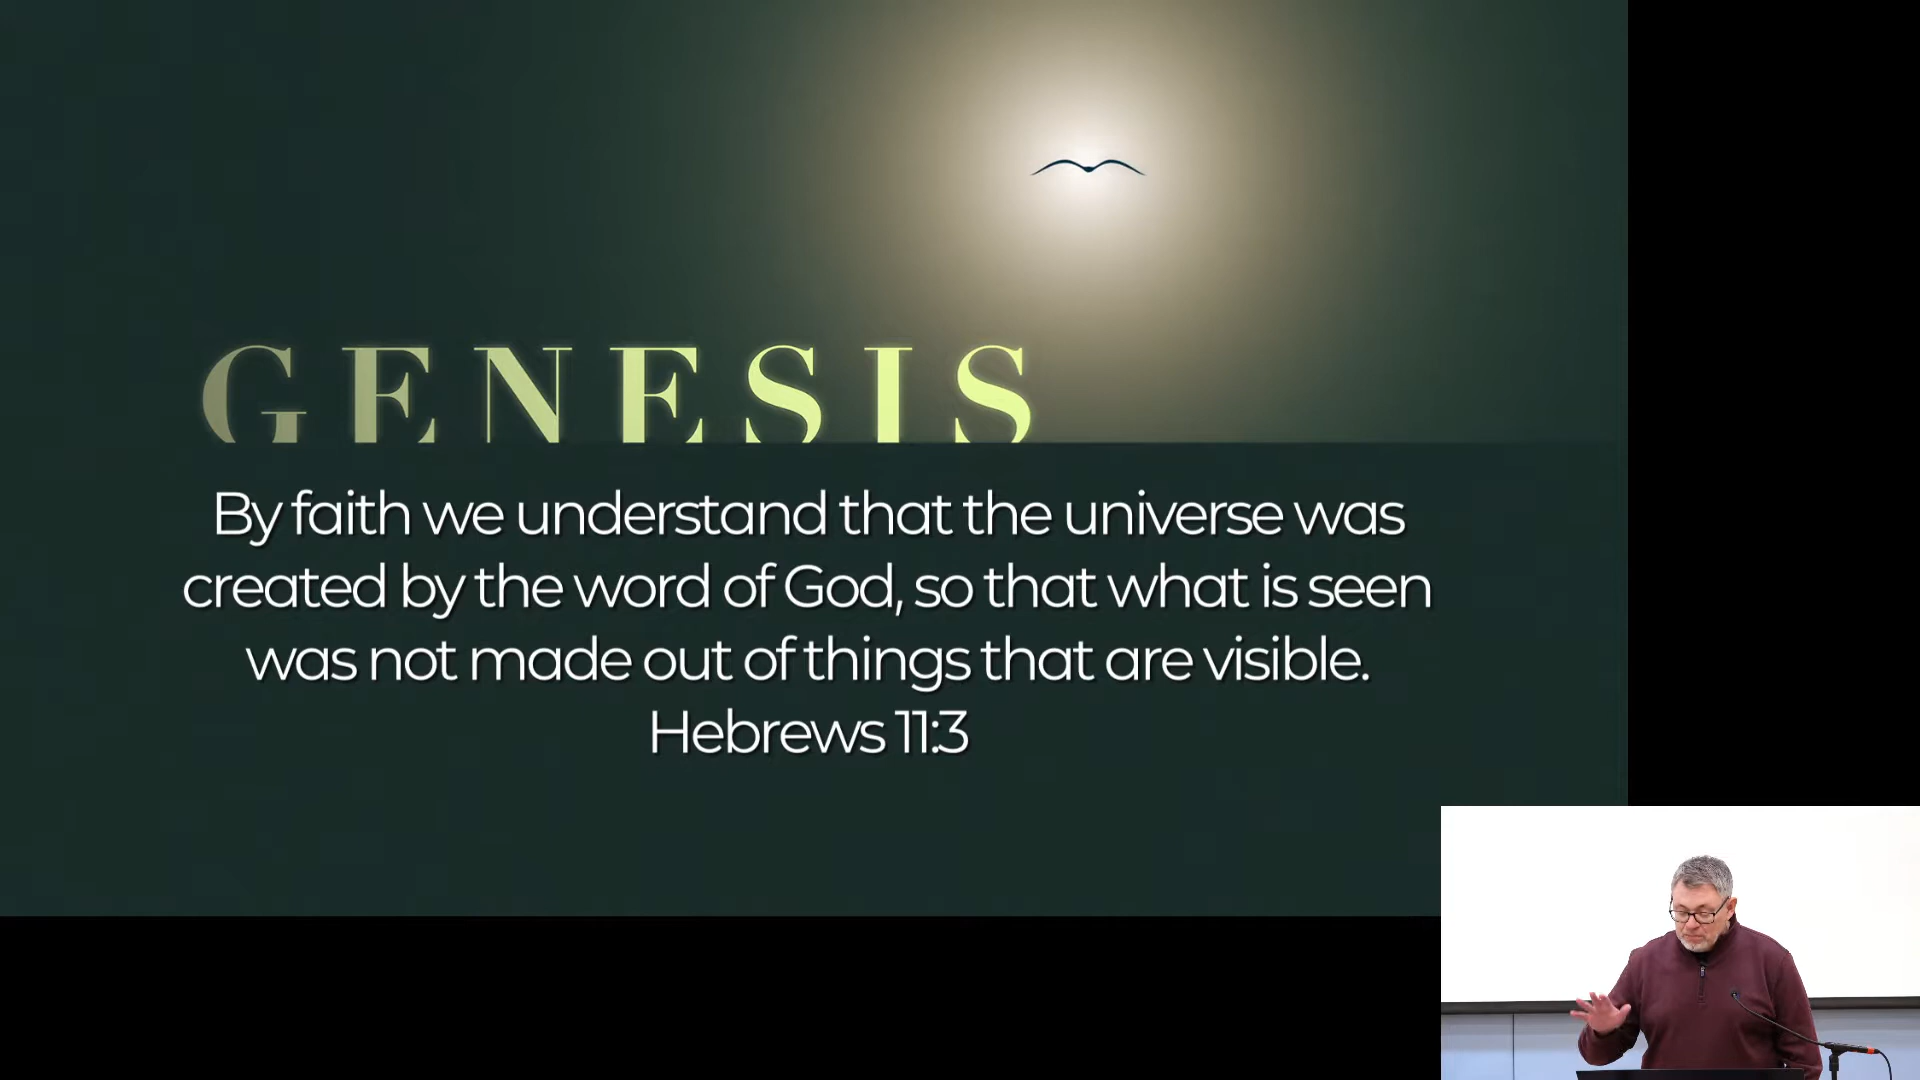 GENESIS
By faith we understand that the universe was
created by the word of God, so that what is seen
was not made out of things that are visible.
Hebrews 11:3